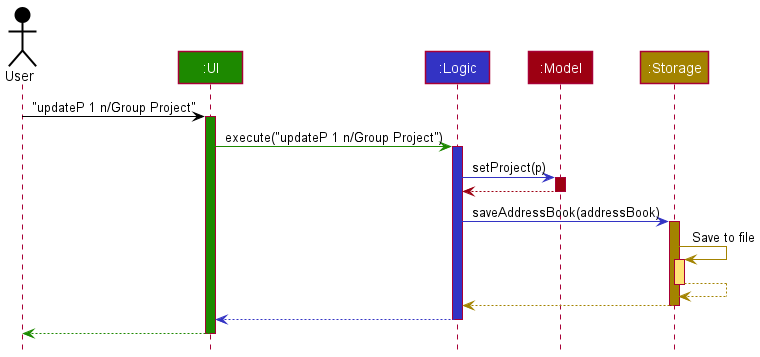 User
:UI
:Logic
:Model
:Storage
"updateP 1 n/Group Project"
execute("updateP 1 n/Group Project")
setProject(p)
saveAddressBook(addressBook)
Save to file